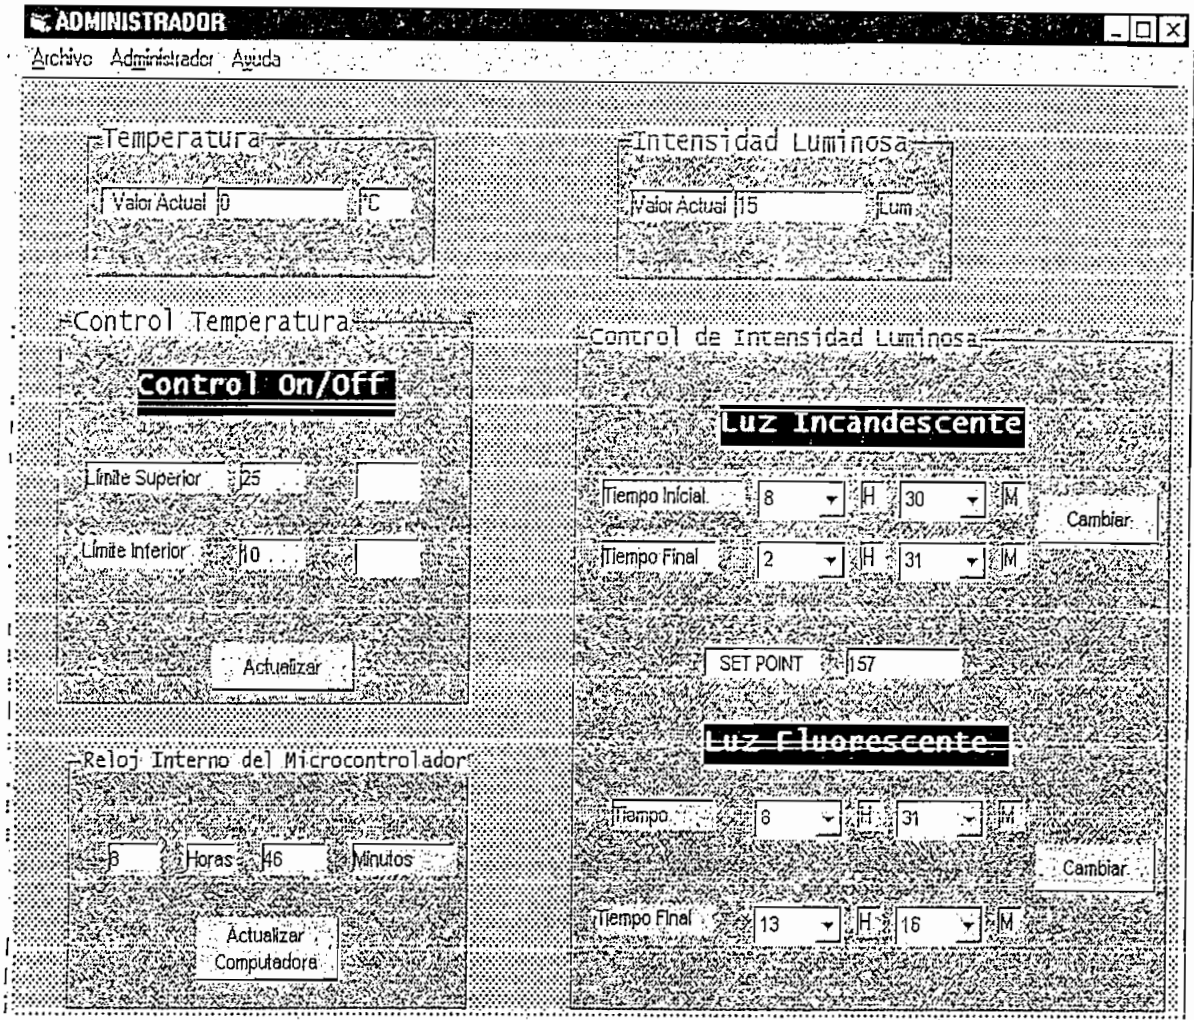 ADMINISTRADOR
Archivo Administrador Ayuda
Temperatura
Valor Actual 0 °C
Intensidad Luminosa
Valor Actual 15 Lum
Control Temperatura
Control On/Off
Límite Superior 25
Límite Inferior 10
Actualizar
Reloj Interno del Microcontrolador
8 Horas 46 Minutos
Actualizar
Computadora
Control de Intensidad Luminosa
Luz Incandescente
Tiempo Inicial. 8 H 30 M
Cambiar
Tiempo Final 2 H 31 M
SET POINT 157
Luz Fluorescente
Tiempo 8 H 31 M
Cambiar
Tiempo Final 13 H 16 M